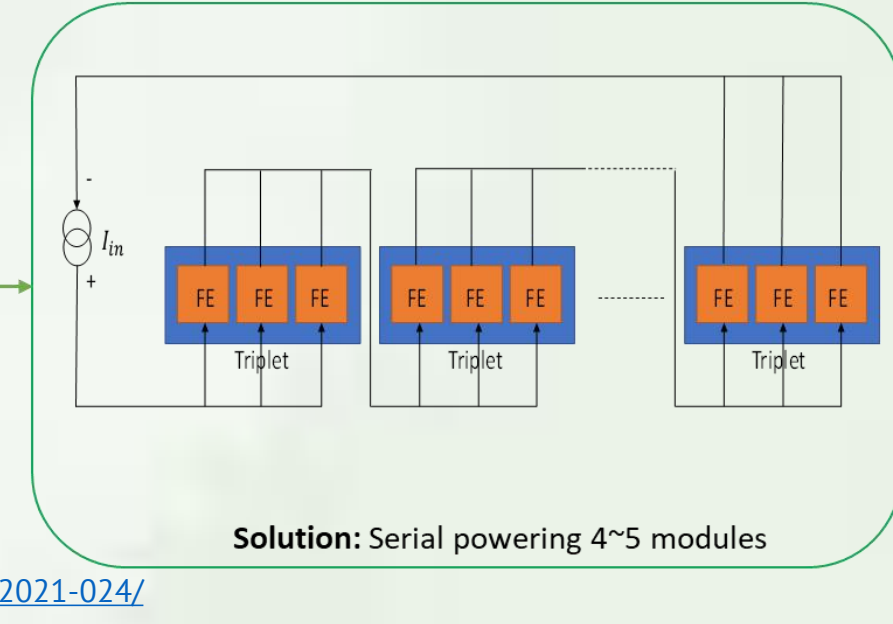 -
I_in
+
FE FE FE FE FE FE FE FE FE
Triplet Triplet Triplet
Solution: Serial powering 4~5 modules
2021-024/